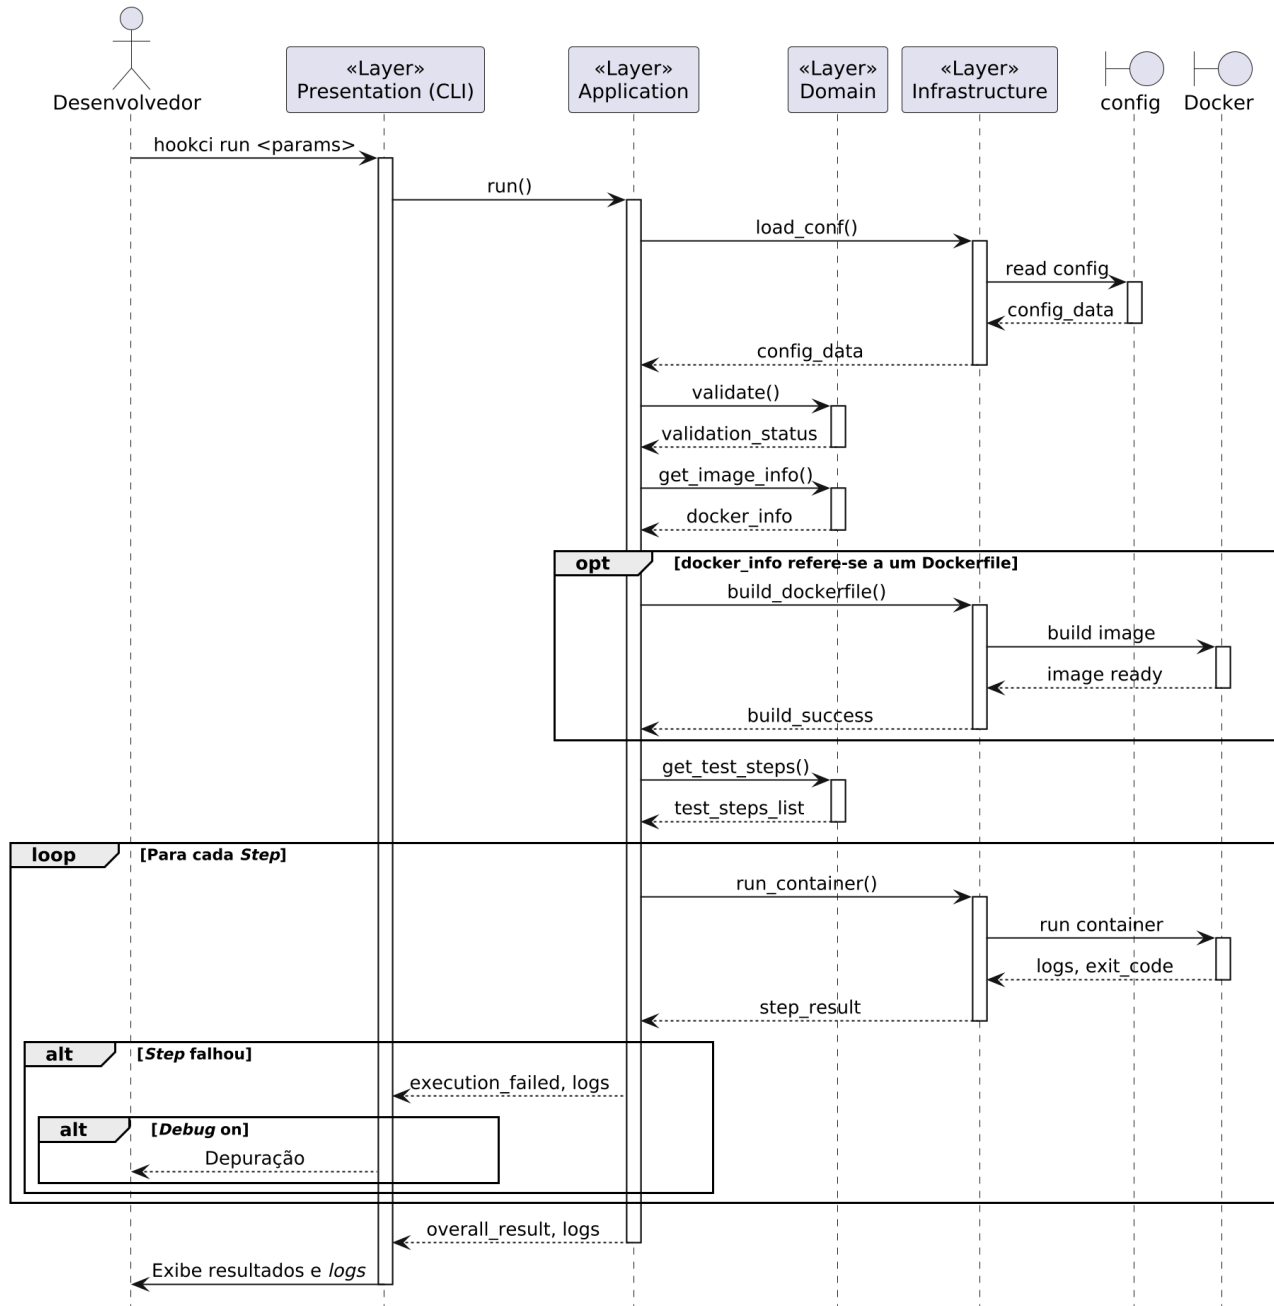 «Layer»
Presentation (CLI)
«Layer»
Application
«Layer»
Domain
«Layer»
Infrastructure
Desenvolvedor
config
Docker
hookci run <params>
run()
load_conf()
read config
config_data
config_data
validate()
validation_status
get_image_info()
docker_info
opt
[docker_info refere-se a um Dockerfile]
build_dockerfile()
build image
image ready
build_success
get_test_steps()
test_steps_list
loop
[Para cada Step]
run_container()
run container
logs, exit_code
step_result
alt
[Step falhou]
execution_failed, logs
alt
[Debug on]
Depuração
overall_result, logs
Exibe resultados e logs